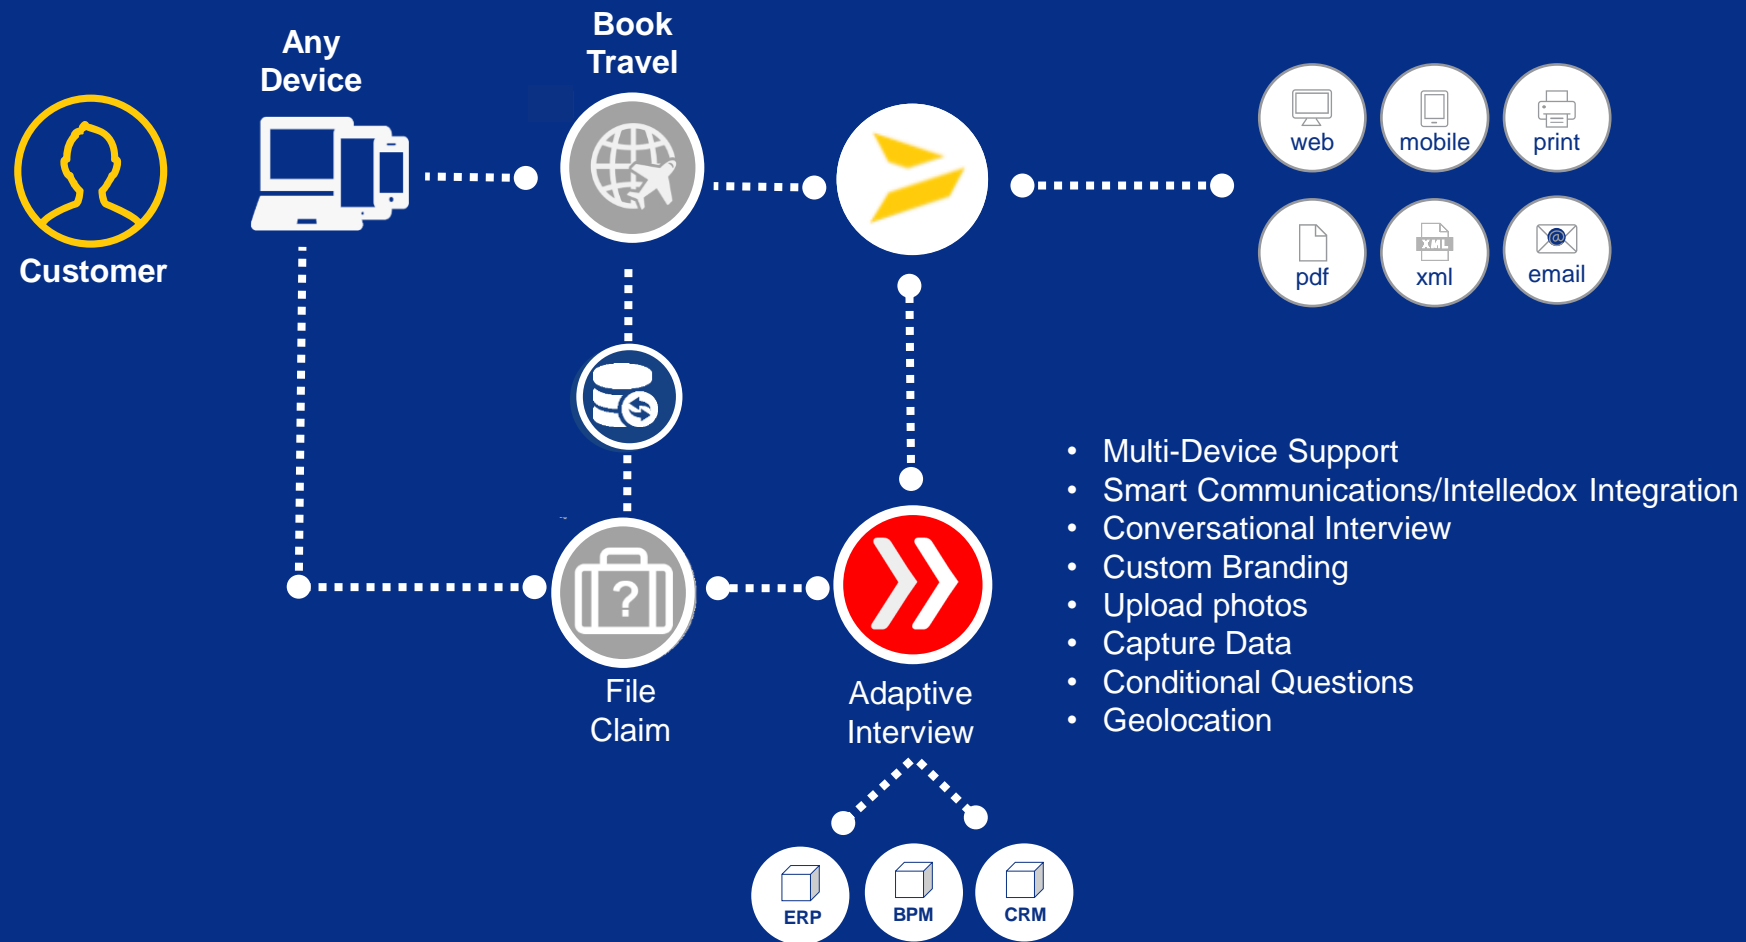 Book
Travel
Any
Device
Customer
web
mobile
print
pdf
XML
xml
@
email
• Multi-Device Support
• Smart Communications/Intelledox Integration
• Conversational Interview
• Custom Branding
• Upload photos
• Capture Data
• Conditional Questions
• Geolocation
?
File
Claim
Adaptive
Interview
ERP
BPM
CRM